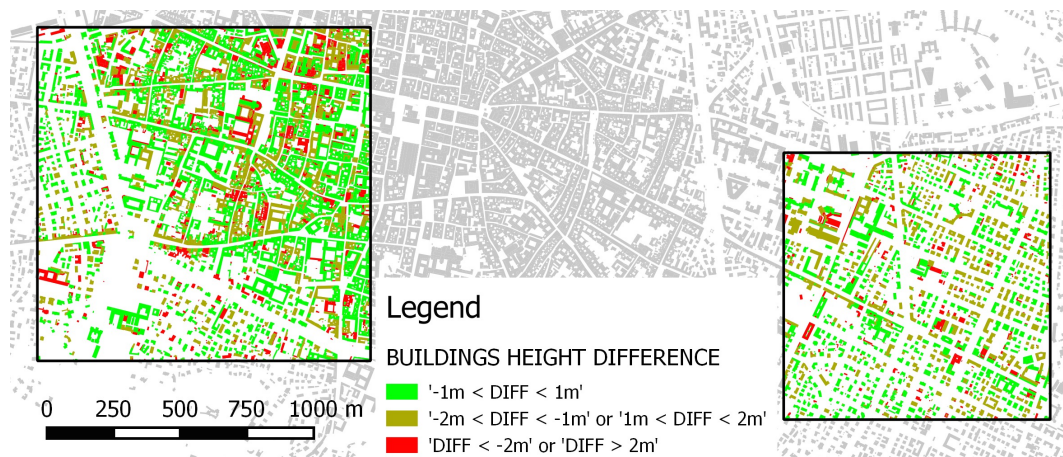 Legend
BUILDINGS HEIGHT DIFFERENCE
'-1m < DIFF < 1m'
'-2m < DIFF < -1m' or '1m < DIFF < 2m'
'DIFF < -2m' or 'DIFF > 2m'
0 250 500 750 1000 m